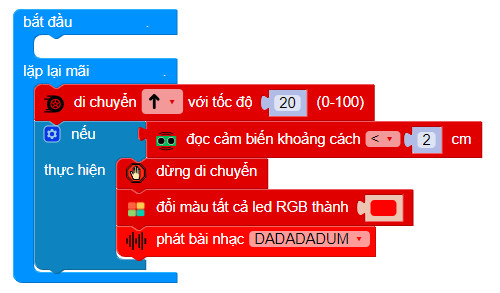 bắt đầu .
lặp lại mãi .
di chuyển ↑ với tốc độ 20 (0-100)
nếu đọc cảm biến khoảng cách < 2 cm
thực hiện dừng di chuyển
đổi màu tất cả led RGB thành
phát bài nhạc DADADADUM